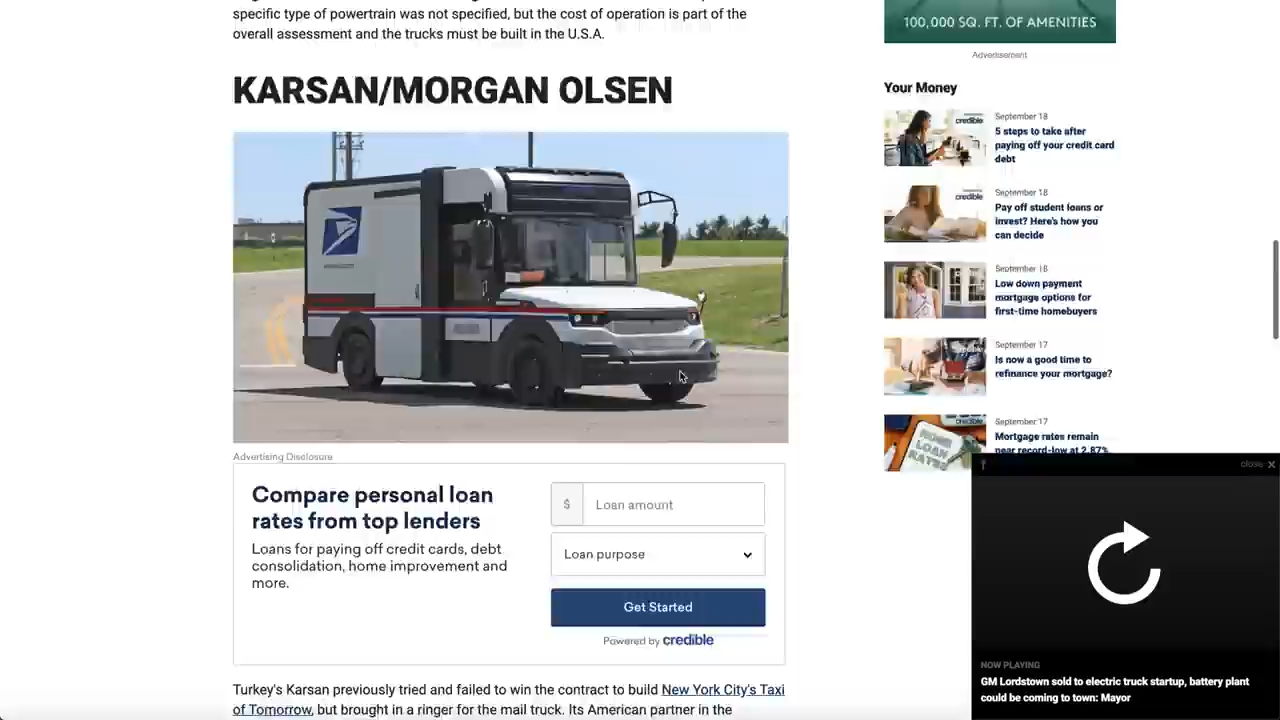 specific type of powertrain was not specified, but the cost of operation is part of the
overall assessment and the trucks must be built in the U.S.A.
KARSAN/MORGAN OLSEN
Advertising Disclosure
Compare personal loan
rates from top lenders
Loans for paying off credit cards, debt
consolidation, home improvement and
more.
$ Loan amount
Loan purpose
Get Started
Powered by credible
Turkey's Karsan previously tried and failed to win the contract to build New York City's Taxi
of Tomorrow, but brought in a ringer for the mail truck. Its American partner in the
100,000 SQ. FT. OF AMENITIES
Advertisement
Your Money
credible
September 18
5 steps to take after
paying off your credit card
debt
credible
September 18
Pay off student loans or
invest? Here's how you
can decide
September 18
Low down payment
mortgage options for
first-time homebuyers
September 17
Is now a good time to
refinance your mortgage?
credible
HOME
LOAN
RATES
September 17
Mortgage rates remain
near record-low at 2.87%
f
close X
NOW PLAYING
GM Lordstown sold to electric truck startup, battery plant
could be coming to town: Mayor